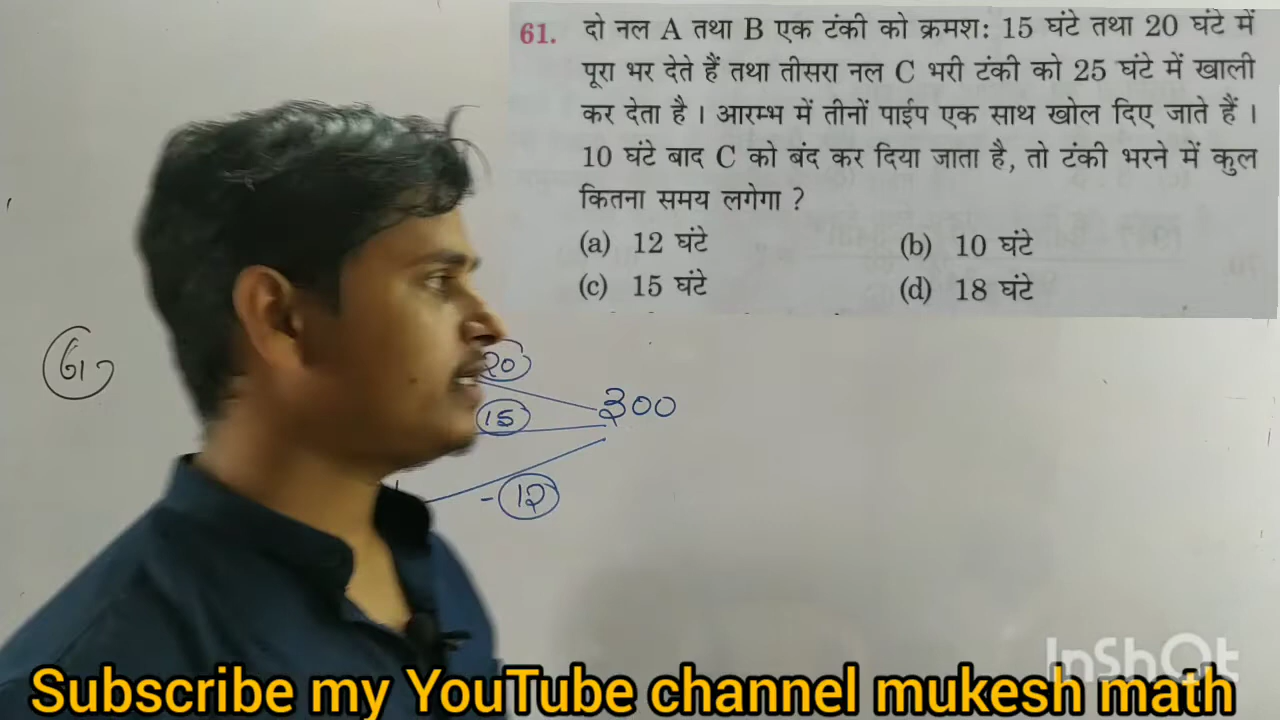 61. दो नल A तथा B एक टंकी को क्रमश: 15 घंटे तथा 20 घंटे में
पूरा भर देते हैं तथा तीसरा नल C भरी टंकी को 25 घंटे में खाली
कर देता है । आरम्भ में तीनों पाईप एक साथ खोल दिए जाते हैं ।
10 घंटे बाद C को बंद कर दिया जाता है, तो टंकी भरने में कुल
कितना समय लगेगा ?
(a) 12 घंटे (b) 10 घंटे
(c) 15 घंटे (d) 18 घंटे
61
20
300
15
-12
InShOt
Subscribe my YouTube channel mukesh math